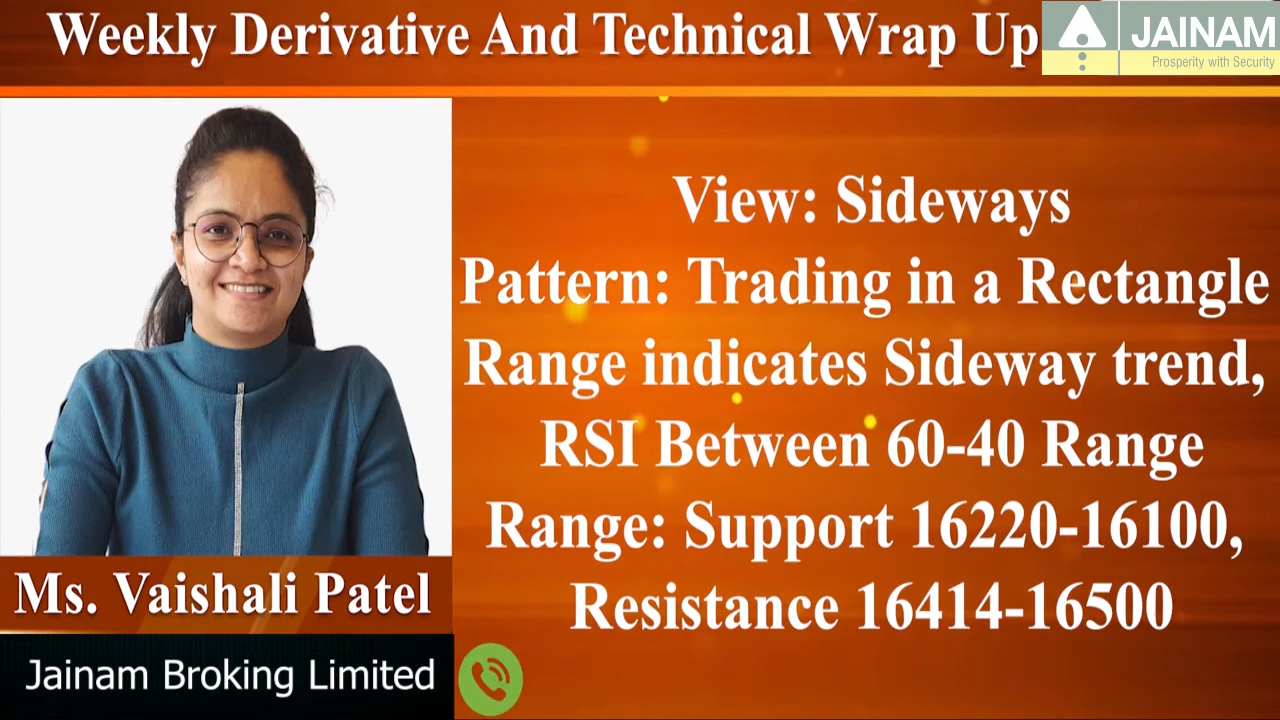 Weekly Derivative And Technical Wrap Up
JAINAM
Prosperity with Security
View: Sideways
Pattern: Trading in a Rectangle
Range indicates Sideway trend,
RSI Between 60-40 Range
Range: Support 16220-16100,
Resistance 16414-16500
Ms. Vaishali Patel
Jainam Broking Limited